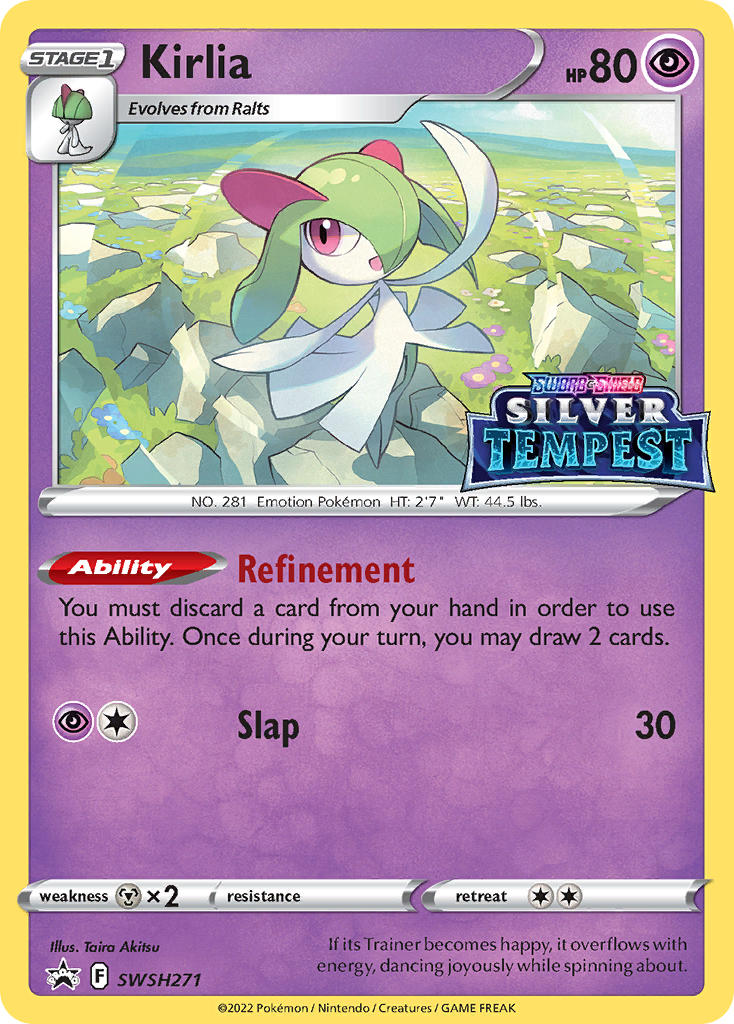 STAGE1
Kirlia
HP80
Evolves from Ralts
SWORD & SHIELD
SILVER
TEMPEST
NO. 281 Emotion Pokémon HT: 2'7" WT: 44.5 lbs.
Ability Refinement
You must discard a card from your hand in order to use
this Ability. Once during your turn, you may draw 2 cards.
Slap 30
weakness ×2 resistance retreat
Illus. Taira Akitsu
If its Trainer becomes happy, it overflows with
energy, dancing joyously while spinning about.
PROMO
F SWSH271
©2022 Pokémon / Nintendo / Creatures / GAME FREAK